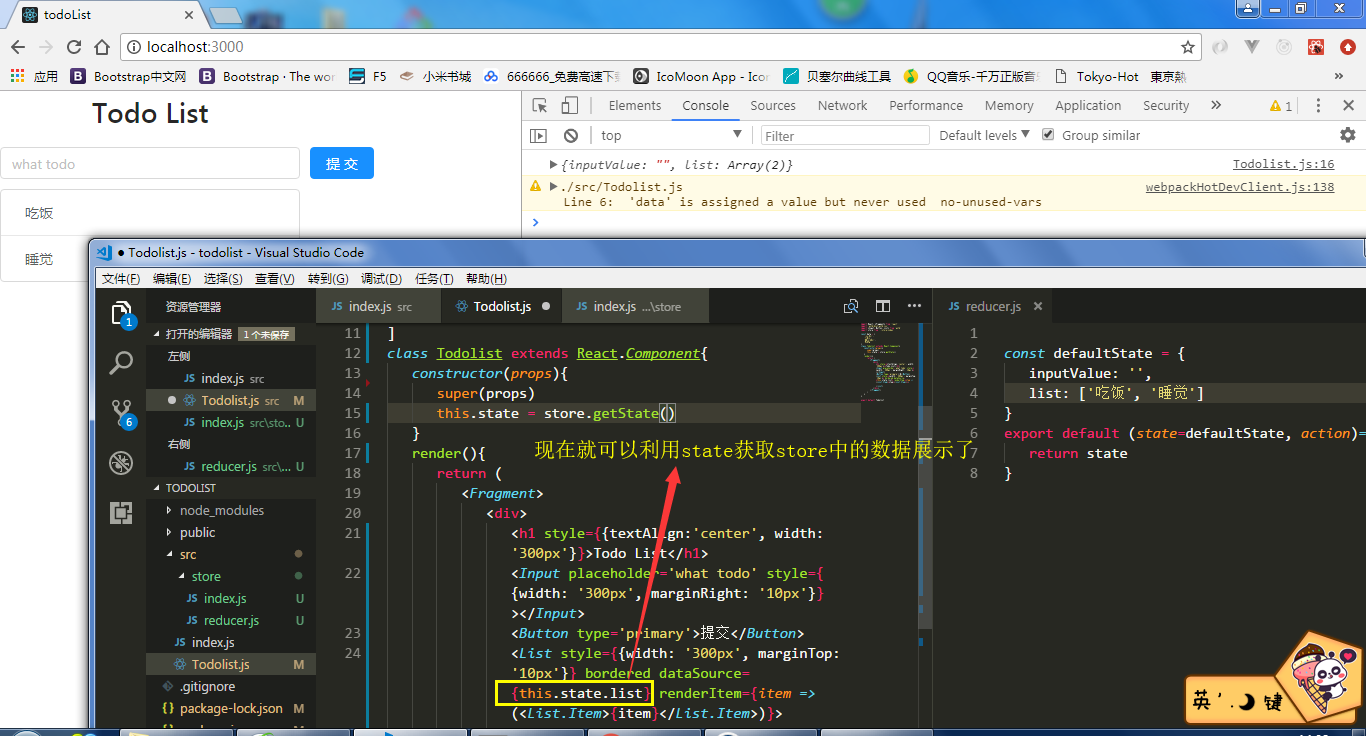 todoList
localhost:3000
应用
Bootstrap中文网
Bootstrap · The wor
F5
小米书城
666666_免费高速下
IcoMoon App - Icon
贝塞尔曲线工具
QQ音乐-千万正版音
Tokyo-Hot 東京熱
»
Todo List
what todo
提 交
吃饭
睡觉
Elements Console Sources Network Performance Memory Application Security » 1
top Filter Default levels Group similar
{inputValue: "", list: Array(2)} Todolist.js:16
./src/Todolist.js webpackHotDevClient.js:138
Line 6: 'data' is assigned a value but never used no-unused-vars
● Todolist.js - todolist - Visual Studio Code
文件(F) 编辑(E) 选择(S) 查看(V) 转到(G) 调试(D) 任务(T) 帮助(H)
资源管理器
打开的编辑器 1 个未保存
左侧
JS index.js src
● Todolist.js src M
JS index.js src\sto... U
右侧
JS reducer.js src\... U
TODOLIST
node_modules
public
src
store
JS index.js U
JS reducer.js U
JS index.js
Todolist.js M
.gitignore
{} package-lock.json M
1
6
JS index.js src
Todolist.js ●
JS index.js ...\store
11 ]
12 class Todolist extends React.Component{
13 constructor(props){
14 super(props)
15 this.state = store.getState()
16 }
17 render(){
18 return (
19 <Fragment>
20 <div>
21 <h1 style={{textAlign:'center', width:
'300px'}}>Todo List</h1>
22 <Input placeholder='what todo' style={
{width: '300px', marginRight: '10px'}}
></Input>
23 <Button type='primary'>提交</Button>
24 <List style={{width: '300px', marginTop:
'10px'}} bordered dataSource=
{this.state.list} renderItem={item =>
(<List.Item>{item}</List.Item>)}>
现在就可以利用state获取store中的数据展示了
JS reducer.js
1
2 const defaultState = {
3 inputValue: '',
4 list: ['吃饭', '睡觉']
5 }
6 export default (state=defaultState, action)=
7 return state
8 }
英 ' . 键